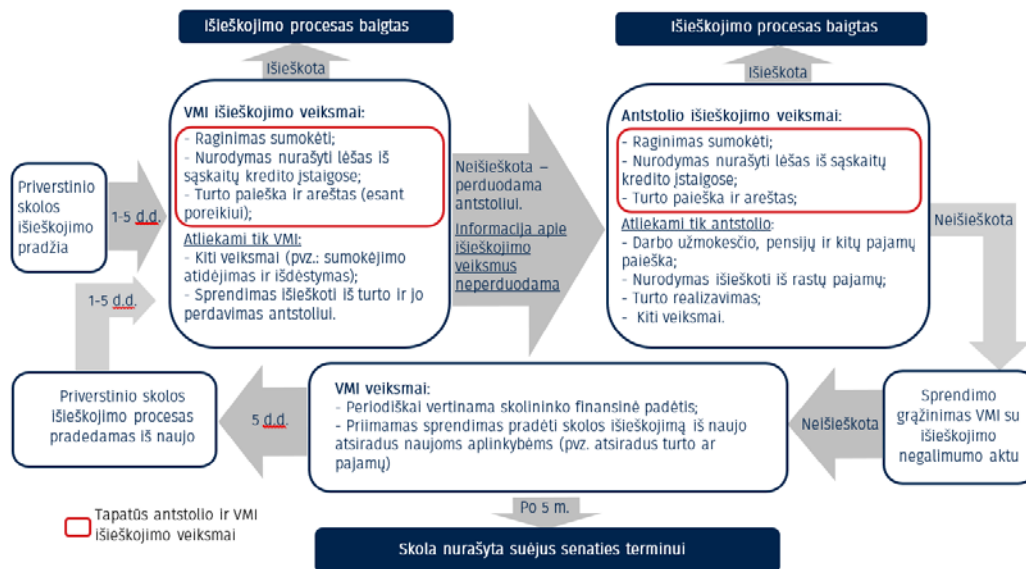 Išieškojimo procesas baigtas
Išieškojimo procesas baigtas
Išieškota
Išieškota
Priverstinio
skolos
išieškojimo
pradžia
1-5 d.d.
VMI išieškojimo veiksmai:
- Raginimas sumokėti;
- Nurodymas nurašyti lėšas iš
sąskaitų kredito įstaigose;
- Turto paieška ir areštas (esant
poreikiui);
Atliekami tik VMI:
- Kiti veiksmai (pvz.: sumokėjimo
atidėjimas ir išdėstymas);
- Sprendimas išieškoti iš turto ir jo
perdavimas antstoliui.
Neišieškota –
perduodama
antstoliui.
Informacija apie
išieškojimo
veiksmus
neperduodama
Antstolio išieškojimo veiksmai:
- Raginimas sumokėti;
- Nurodymas nurašyti lėšas iš sąskaitų
kredito įstaigose;
- Turto paieška ir areštas;
Atliekami tik antstolio:
- Darbo užmokesčio, pensijų ir kitų pajamų
paieška;
- Nurodymas išieškoti iš rastų pajamų;
- Turto realizavimas;
- Kiti veiksmai.
Neišieškota
1-5 d.d.
Priverstinio skolos
išieškojimo procesas
pradedamas iš naujo
5 d.d.
VMI veiksmai:
- Periodiškai vertinama skolininko finansinė padėtis;
- Priimamas sprendimas pradėti skolos išieškojimą iš naujo
atsiradus naujoms aplinkybėms (pvz. atsiradus turto ar
pajamų)
Neišieškota
Sprendimo
grąžinimas VMI su
išieškojimo
negalimumo aktu
Po 5 m.
Tapatūs antstolio ir VMI
išieškojimo veiksmai
Skola nurašyta suėjus senaties terminui